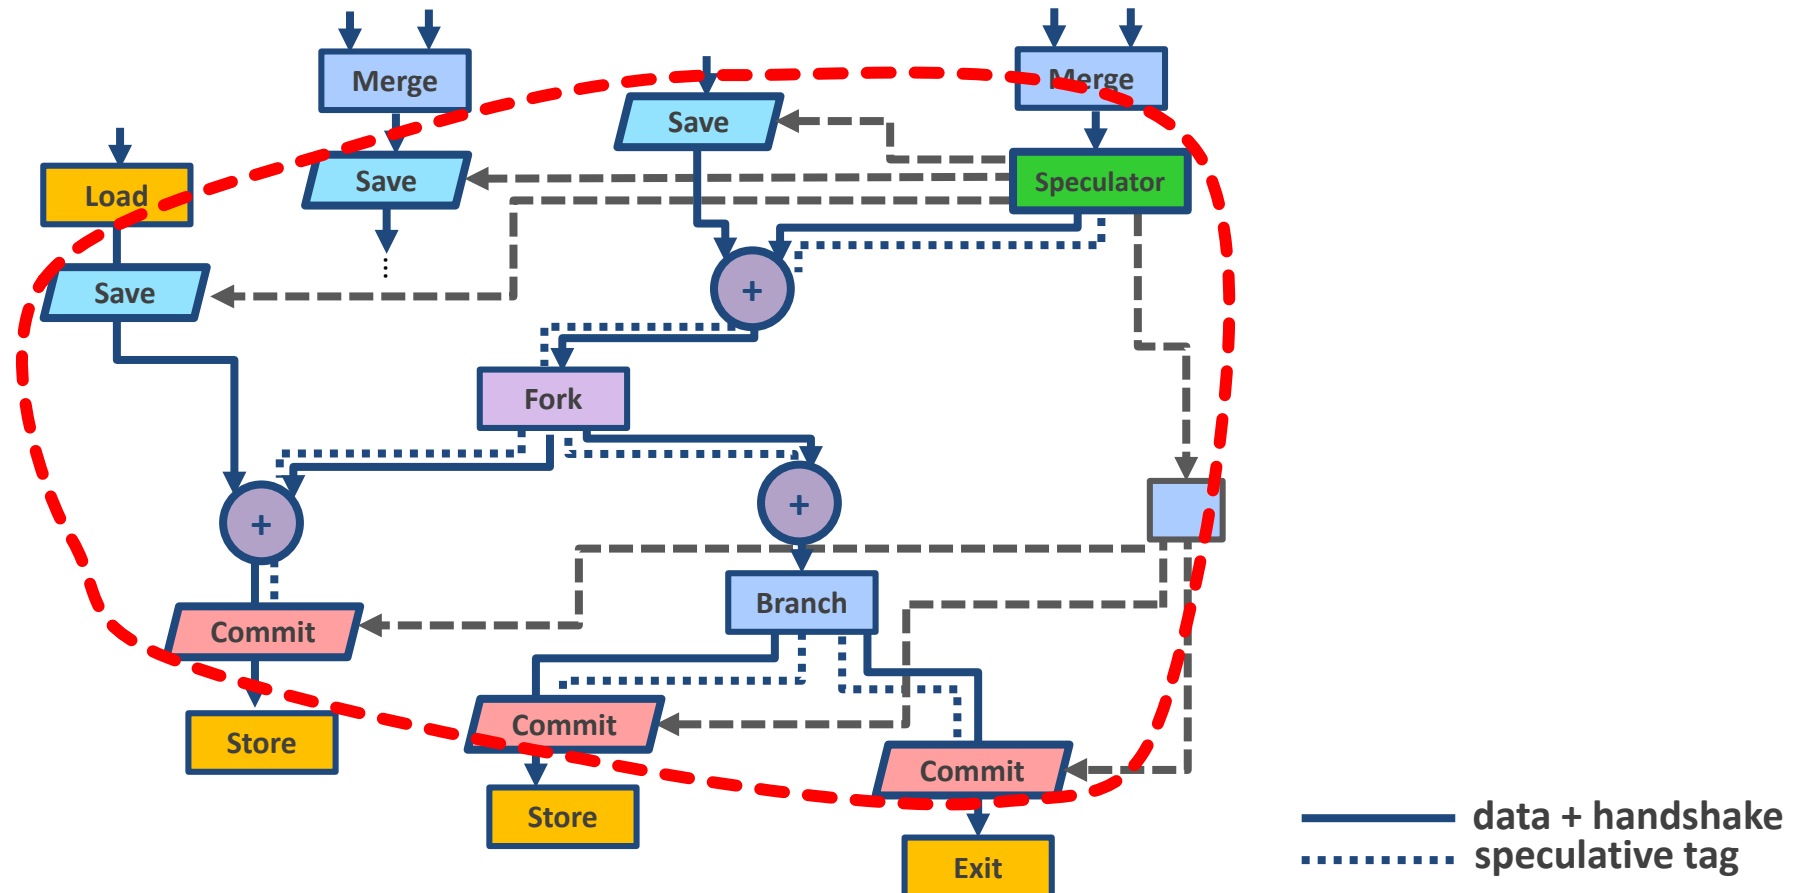 Merge
Merge
Save
Save
Speculator
Load
Save
+
Fork
+
+
Commit
Branch
Commit
Store
Commit
Store
Exit
data + handshake
speculative tag